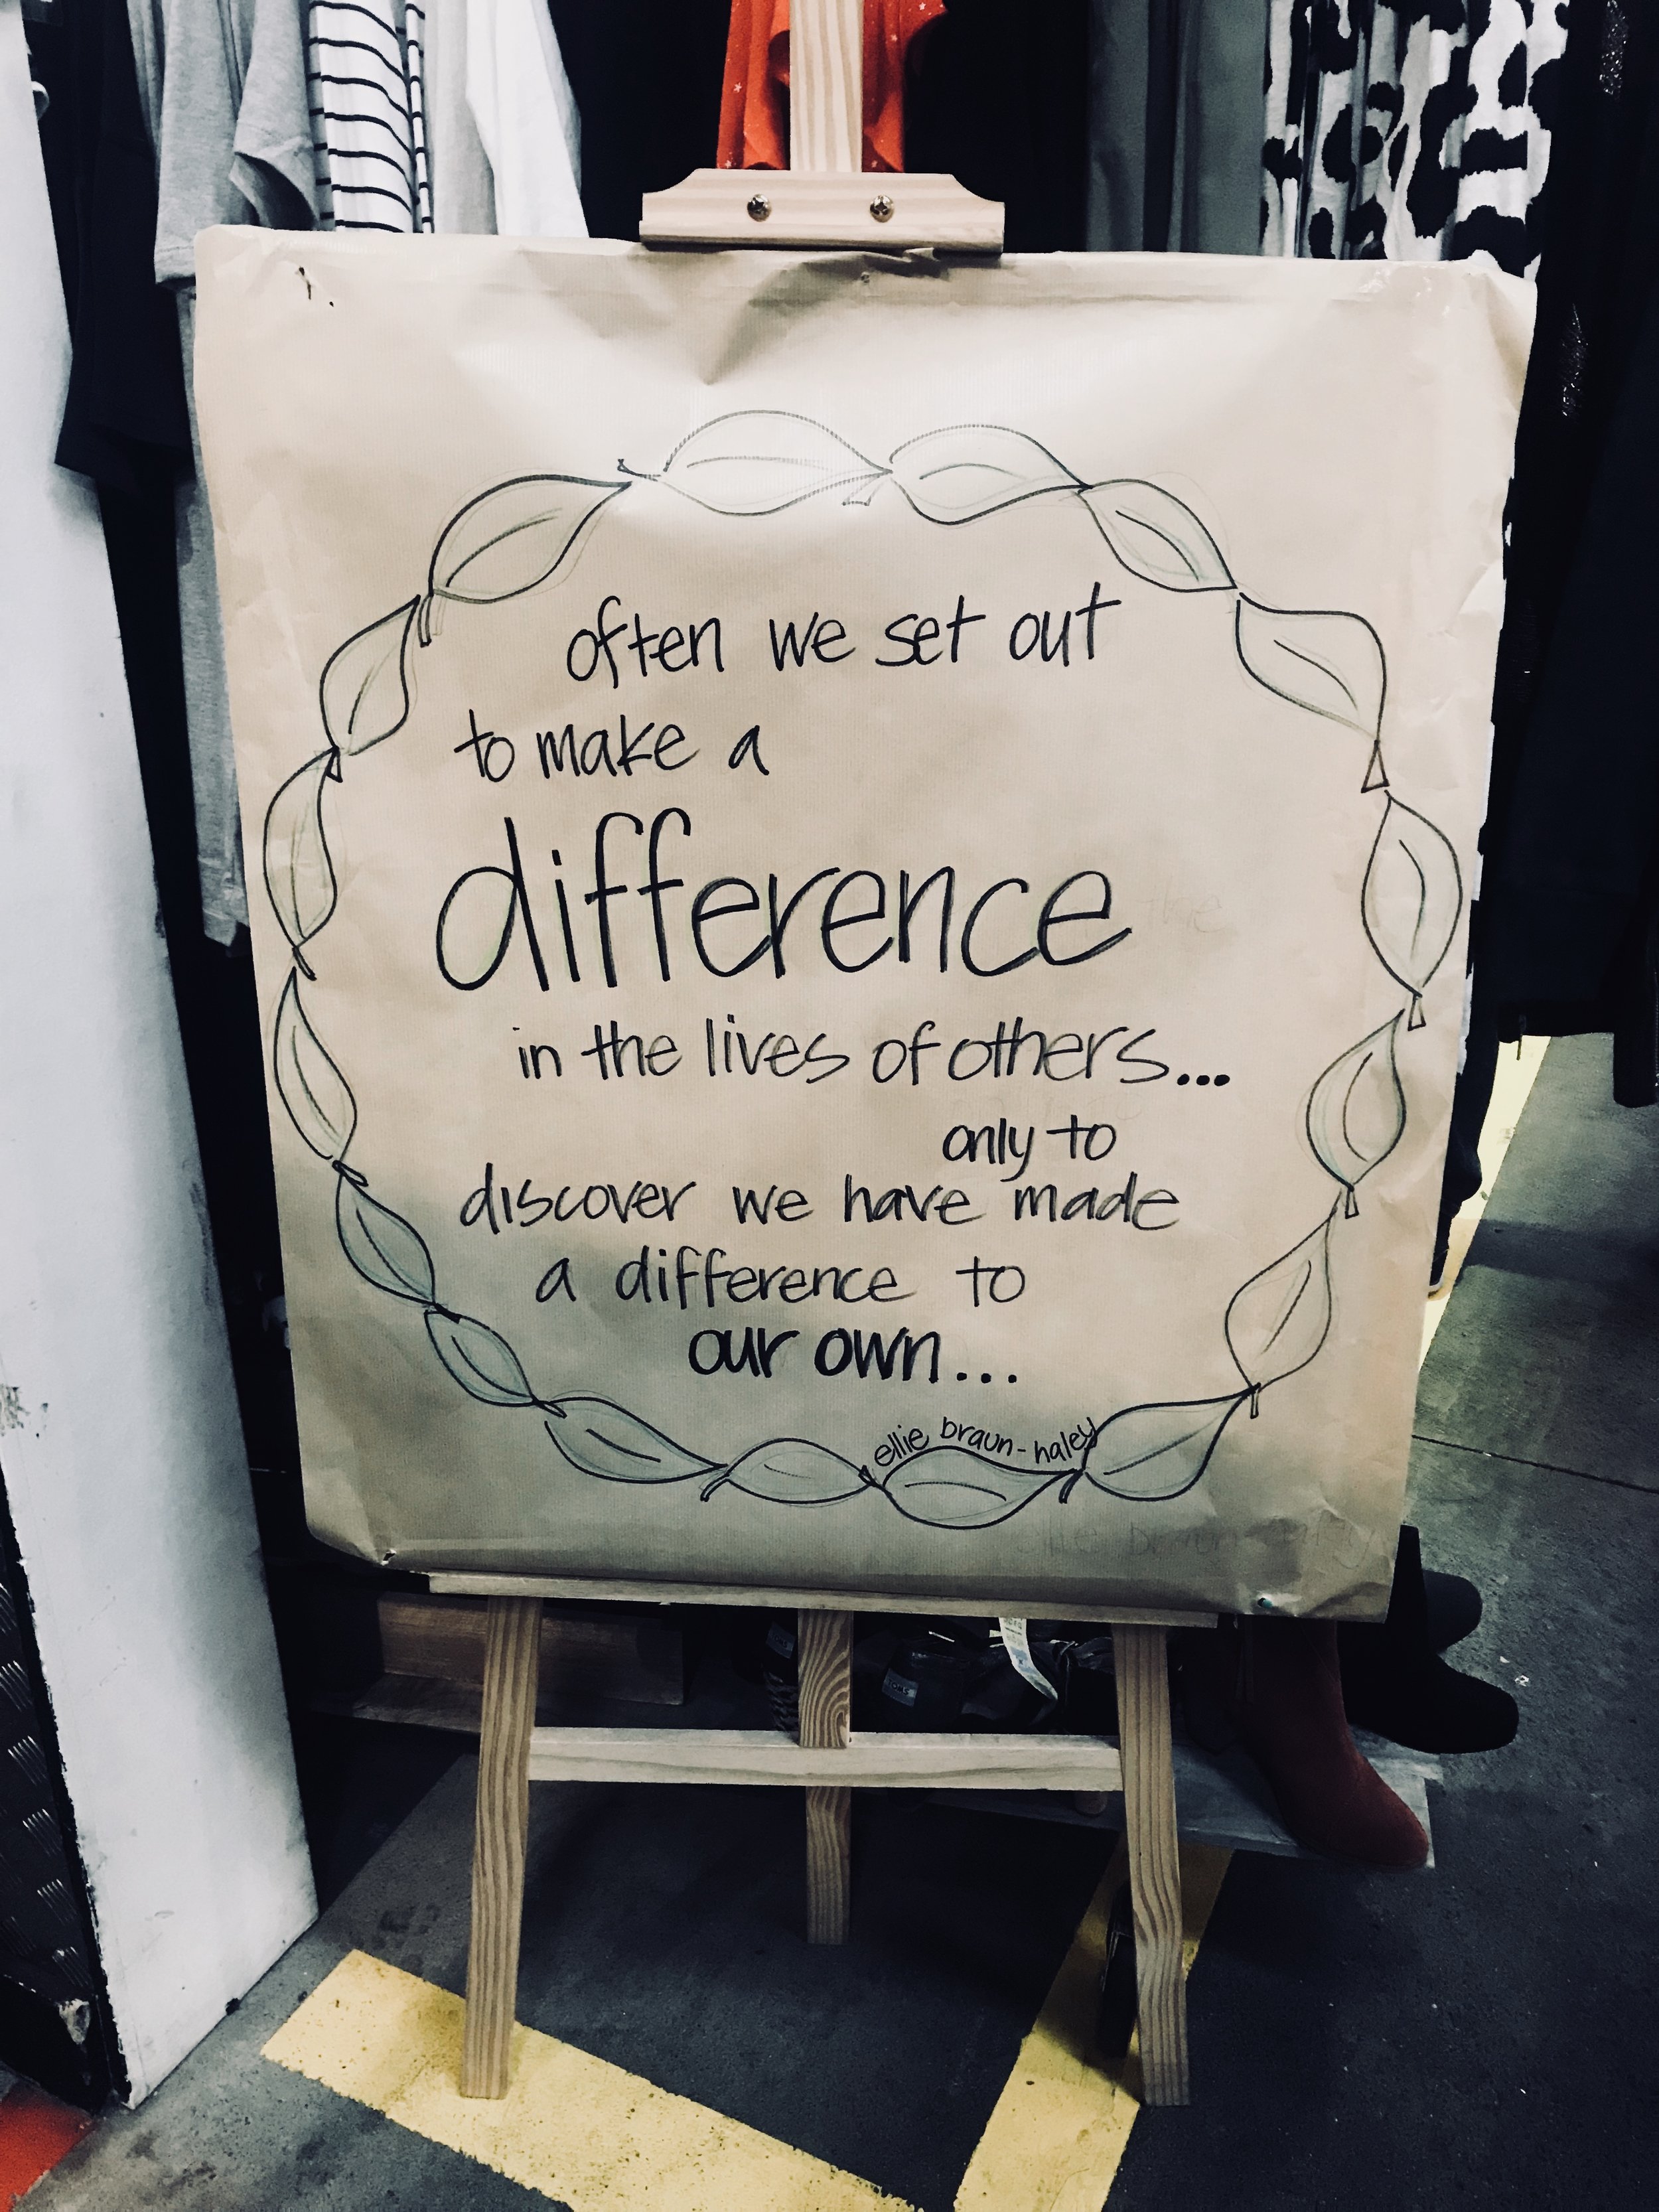 often we set out
to make a
difference
in the lives of others...
only to
discover we have made
a difference to
our own...
ellie braun-haley